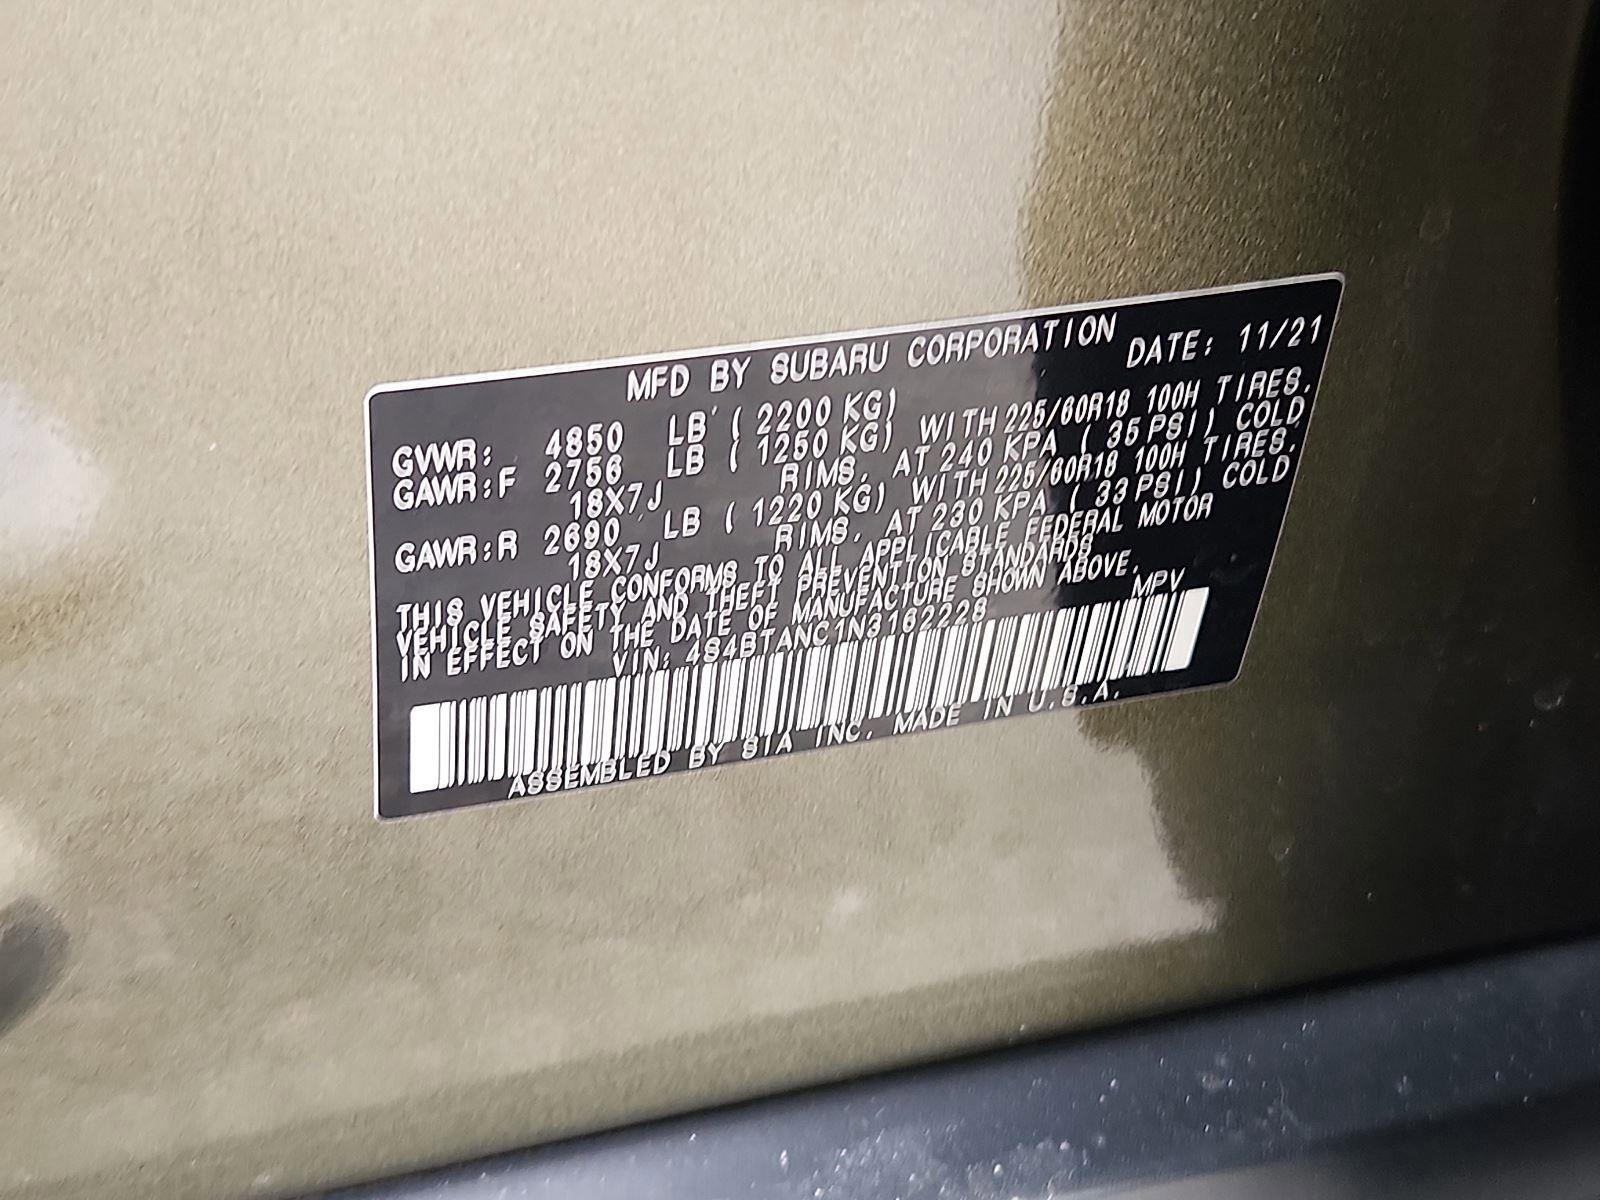 MFD BY SUBARU CORPORATION DATE: 11/21
GVWR: 4850 LB ( 2200 KG)
GAWR:F 2756 LB ( 1250 KG) WITH 225/60R18 100H TIRES,
18X7J RIMS, AT 240 KPA ( 35 PSI) COLD
GAWR:R 2690 LB ( 1220 KG) WITH 225/60R18 100H TIRES,
18X7J RIMS, AT 230 KPA ( 33 PSI) COLD
THIS VEHICLE CONFORMS TO ALL APPLICABLE FEDERAL MOTOR
VEHICLE SAFETY AND THEFT PREVENTION STANDARDS
IN EFFECT ON THE DATE OF MANUFACTURE SHOWN ABOVE.
VIN: 4S4BTANC1N3162228 MPV
ASSEMBLED BY SIA INC. MADE IN U.S.A.